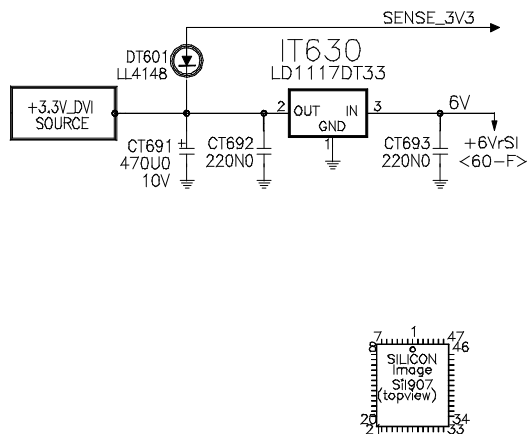 SENSE_3V3
IT630
LD1117DT33
DT601
LL4148
+3.3V_DVI
SOURCE
2 OUT IN 3
GND
1
6V
CT691 +
470U0
10V
CT692
220N0
CT693
220N0
+6VrSI
<60-F>
7 1 47
8 46
SILICON
Image
SiI907
(topview)
20 34
21 33